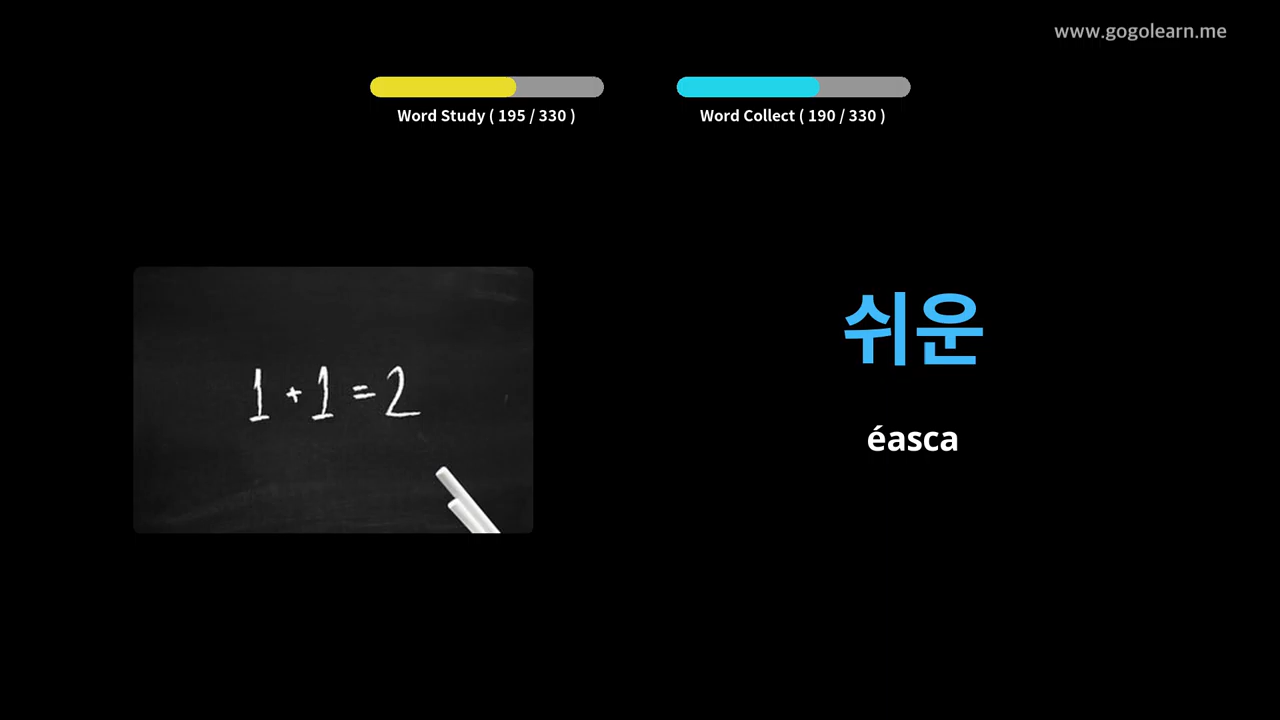 www.gogolearn.me
Word Study ( 195 / 330 )
Word Collect ( 190 / 330 )
1 + 1 = 2
쉬운
éasca